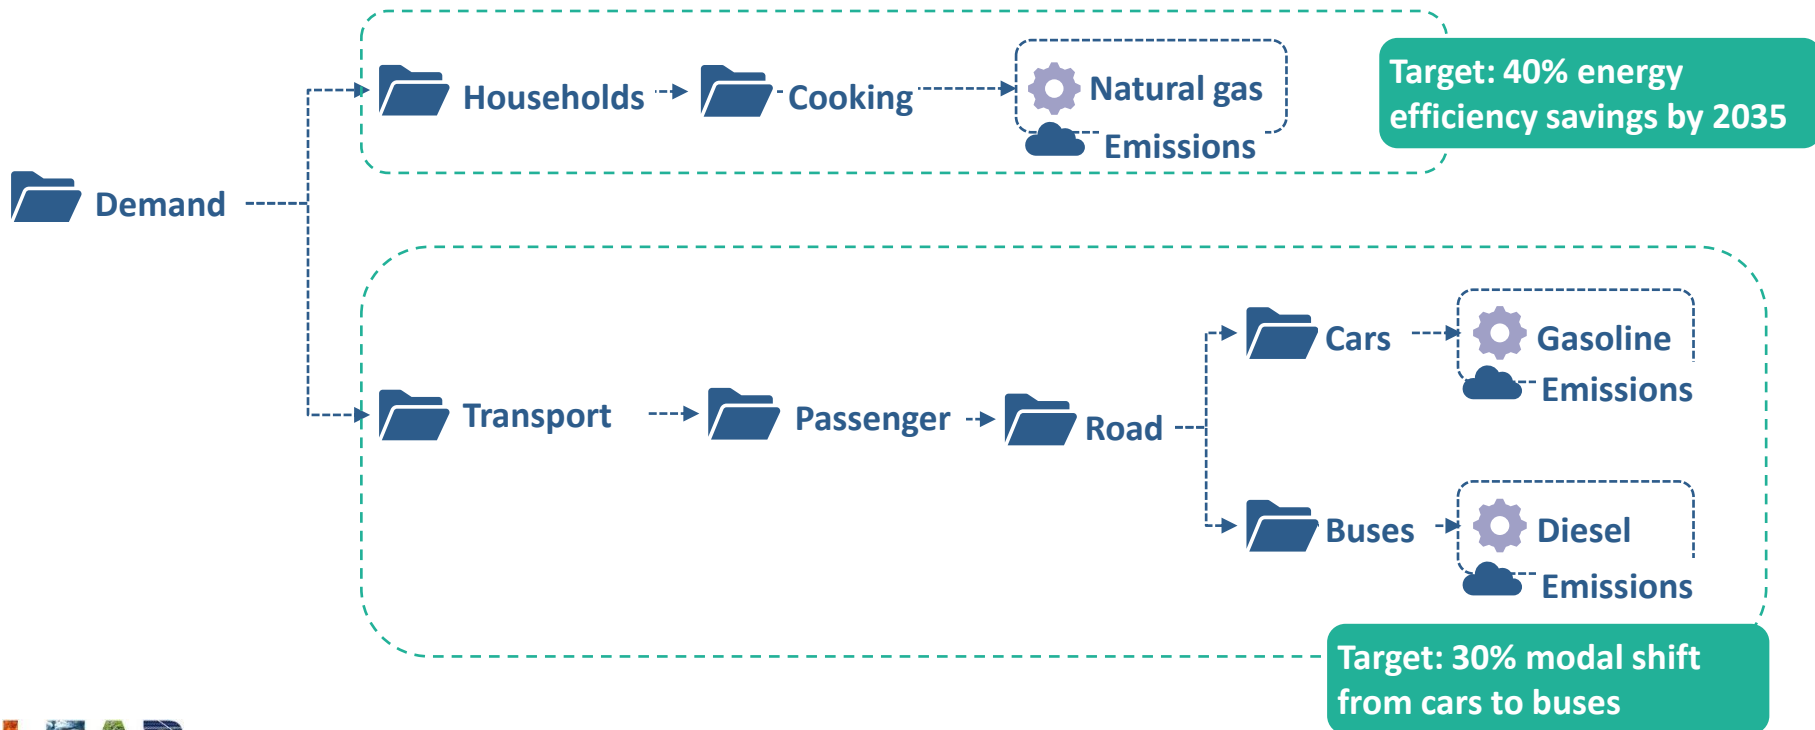 Households
Cooking
Natural gas
Emissions
Target: 40% energy
efficiency savings by 2035
Demand
Transport
Passenger
Road
Cars
Gasoline
Emissions
Buses
Diesel
Emissions
Target: 30% modal shift
from cars to buses